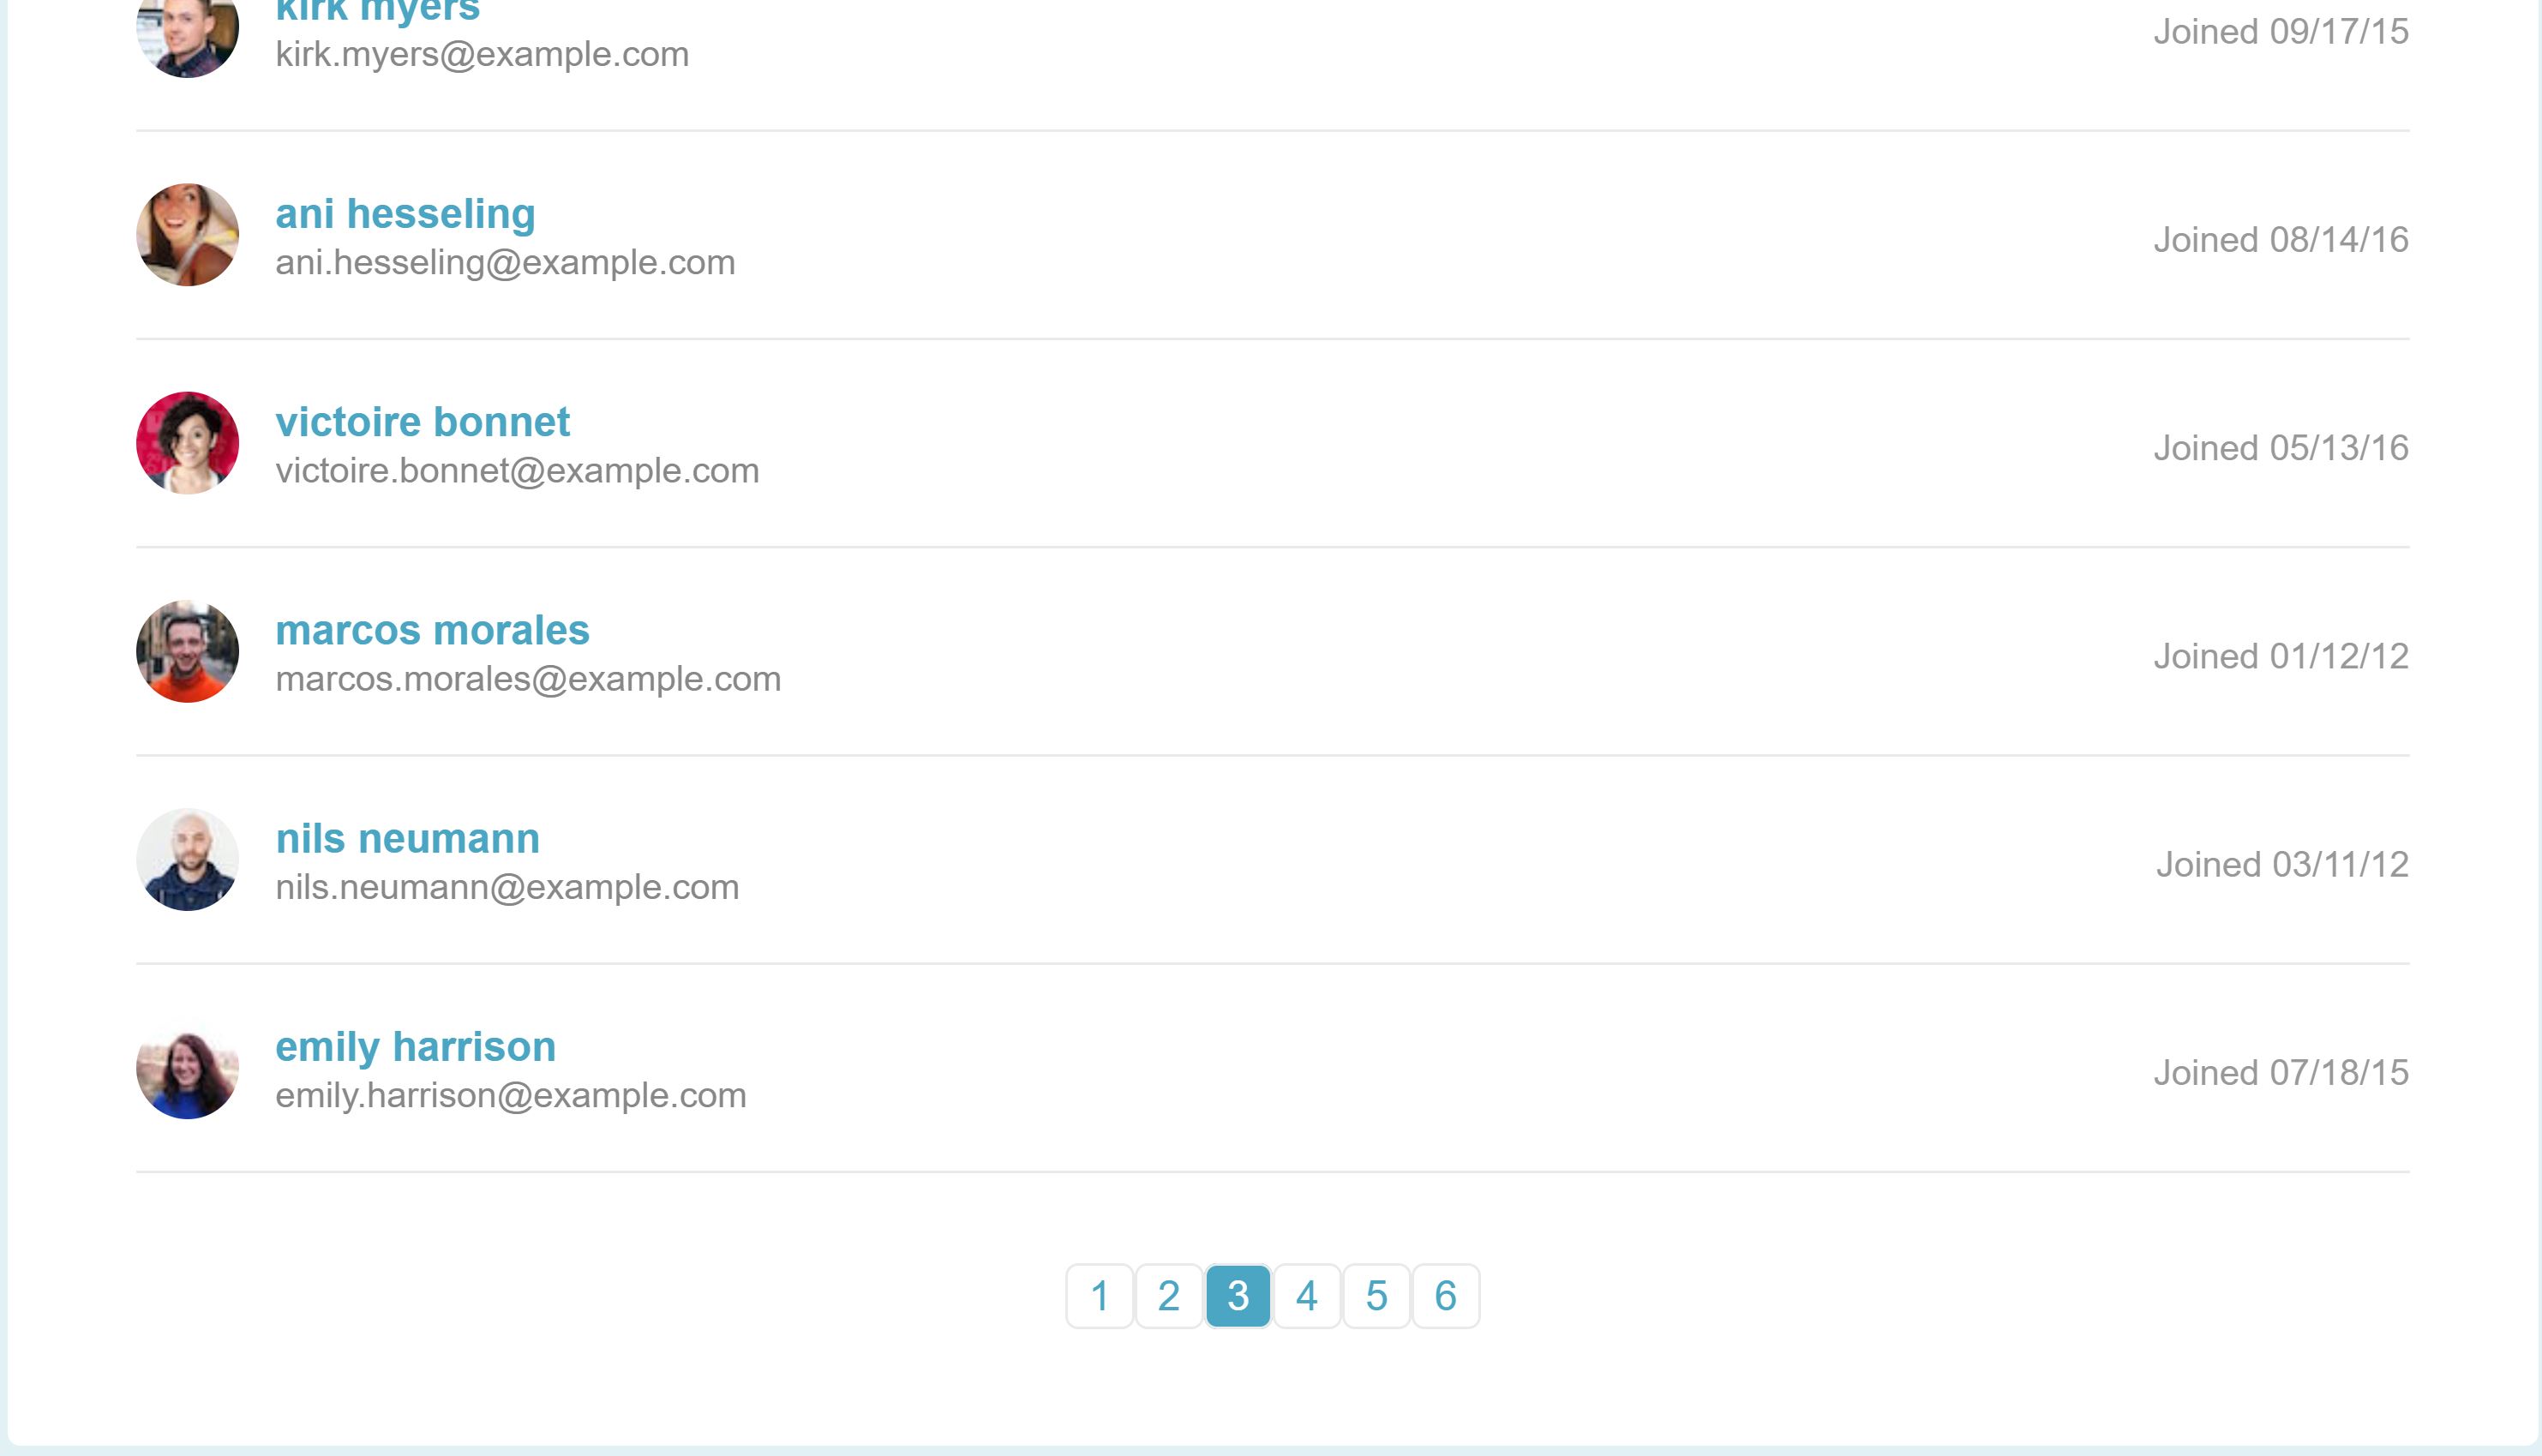 kirk myers
kirk.myers@example.com
Joined 09/17/15
ani hesseling
ani.hesseling@example.com
Joined 08/14/16
victoire bonnet
victoire.bonnet@example.com
Joined 05/13/16
marcos morales
marcos.morales@example.com
Joined 01/12/12
nils neumann
nils.neumann@example.com
Joined 03/11/12
emily harrison
emily.harrison@example.com
Joined 07/18/15
1 2 3 4 5 6